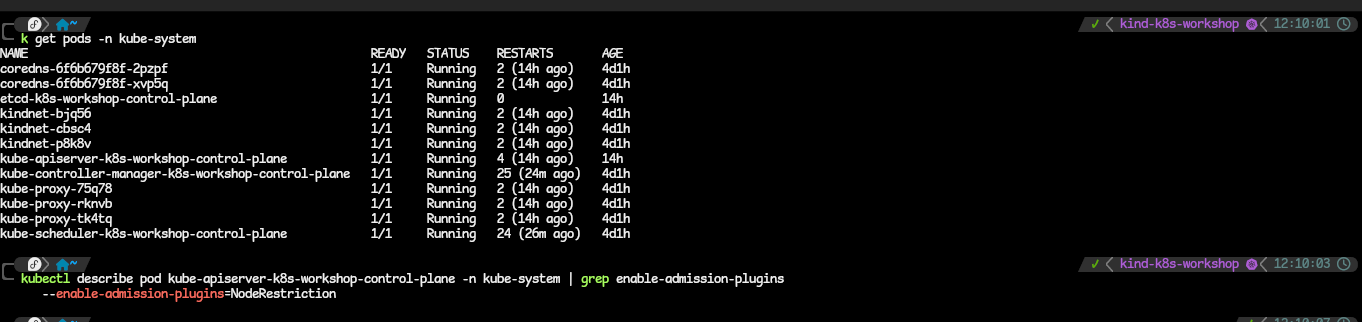 ✓ kind-k8s-workshop 12:10:01
k get pods -n kube-system
NAME READY STATUS RESTARTS AGE
coredns-6f6b679f8f-2pzpf 1/1 Running 2 (14h ago) 4d1h
coredns-6f6b679f8f-xvp5q 1/1 Running 2 (14h ago) 4d1h
etcd-k8s-workshop-control-plane 1/1 Running 0 14h
kindnet-bjq56 1/1 Running 2 (14h ago) 4d1h
kindnet-cbsc4 1/1 Running 2 (14h ago) 4d1h
kindnet-p8k8v 1/1 Running 2 (14h ago) 4d1h
kube-apiserver-k8s-workshop-control-plane 1/1 Running 4 (14h ago) 14h
kube-controller-manager-k8s-workshop-control-plane 1/1 Running 25 (24m ago) 4d1h
kube-proxy-75q78 1/1 Running 2 (14h ago) 4d1h
kube-proxy-rknvb 1/1 Running 2 (14h ago) 4d1h
kube-proxy-tk4tq 1/1 Running 2 (14h ago) 4d1h
kube-scheduler-k8s-workshop-control-plane 1/1 Running 24 (26m ago) 4d1h
~ ✓ kind-k8s-workshop 12:10:03
kubectl describe pod kube-apiserver-k8s-workshop-control-plane -n kube-system | grep enable-admission-plugins
--enable-admission-plugins=NodeRestriction